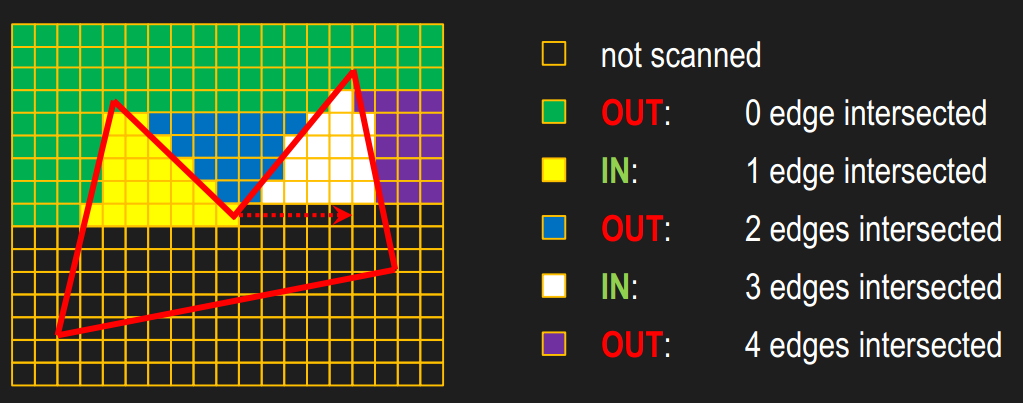 not scanned
OUT: 0 edge intersected
IN: 1 edge intersected
OUT: 2 edges intersected
IN: 3 edges intersected
OUT: 4 edges intersected